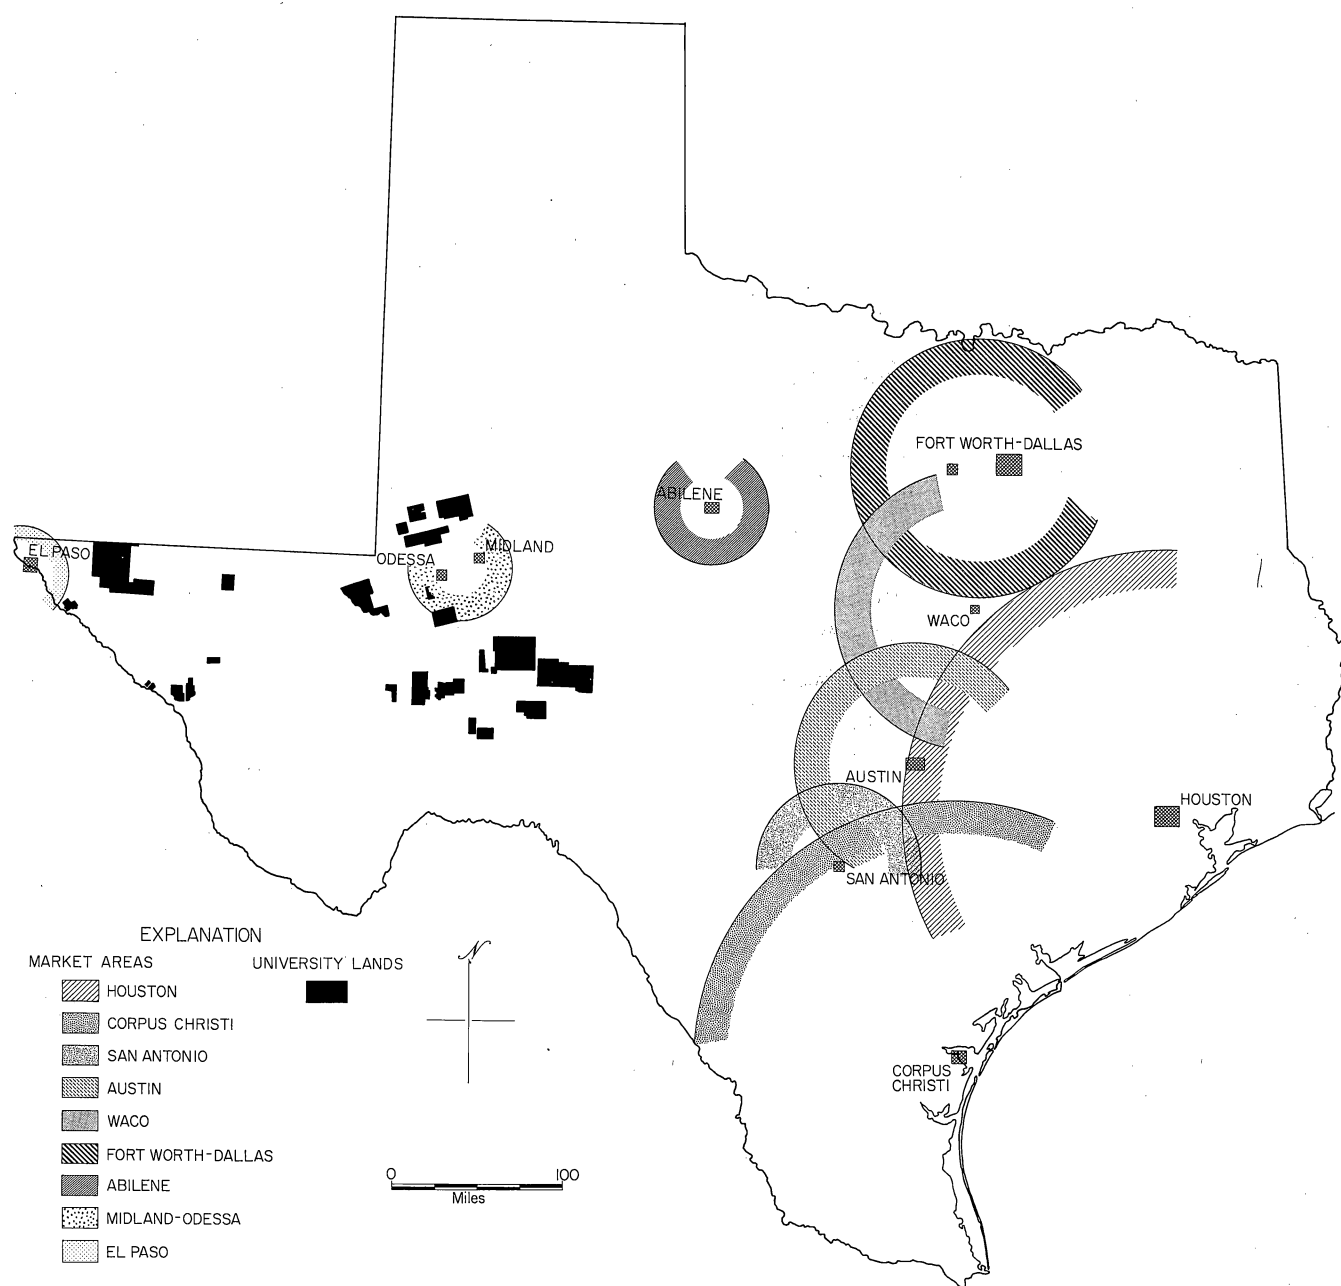 FORT WORTH-DALLAS
ABILENE
EL PASO
ODESSA
MIDLAND
WACO
AUSTIN
HOUSTON
SAN ANTONIO
CORPUS
CHRISTI
EXPLANATION
MARKET AREAS
UNIVERSITY LANDS
HOUSTON
CORPUS CHRISTI
SAN ANTONIO
AUSTIN
WACO
FORT WORTH-DALLAS
ABILENE
MIDLAND-ODESSA
EL PASO
N
0 100
Miles